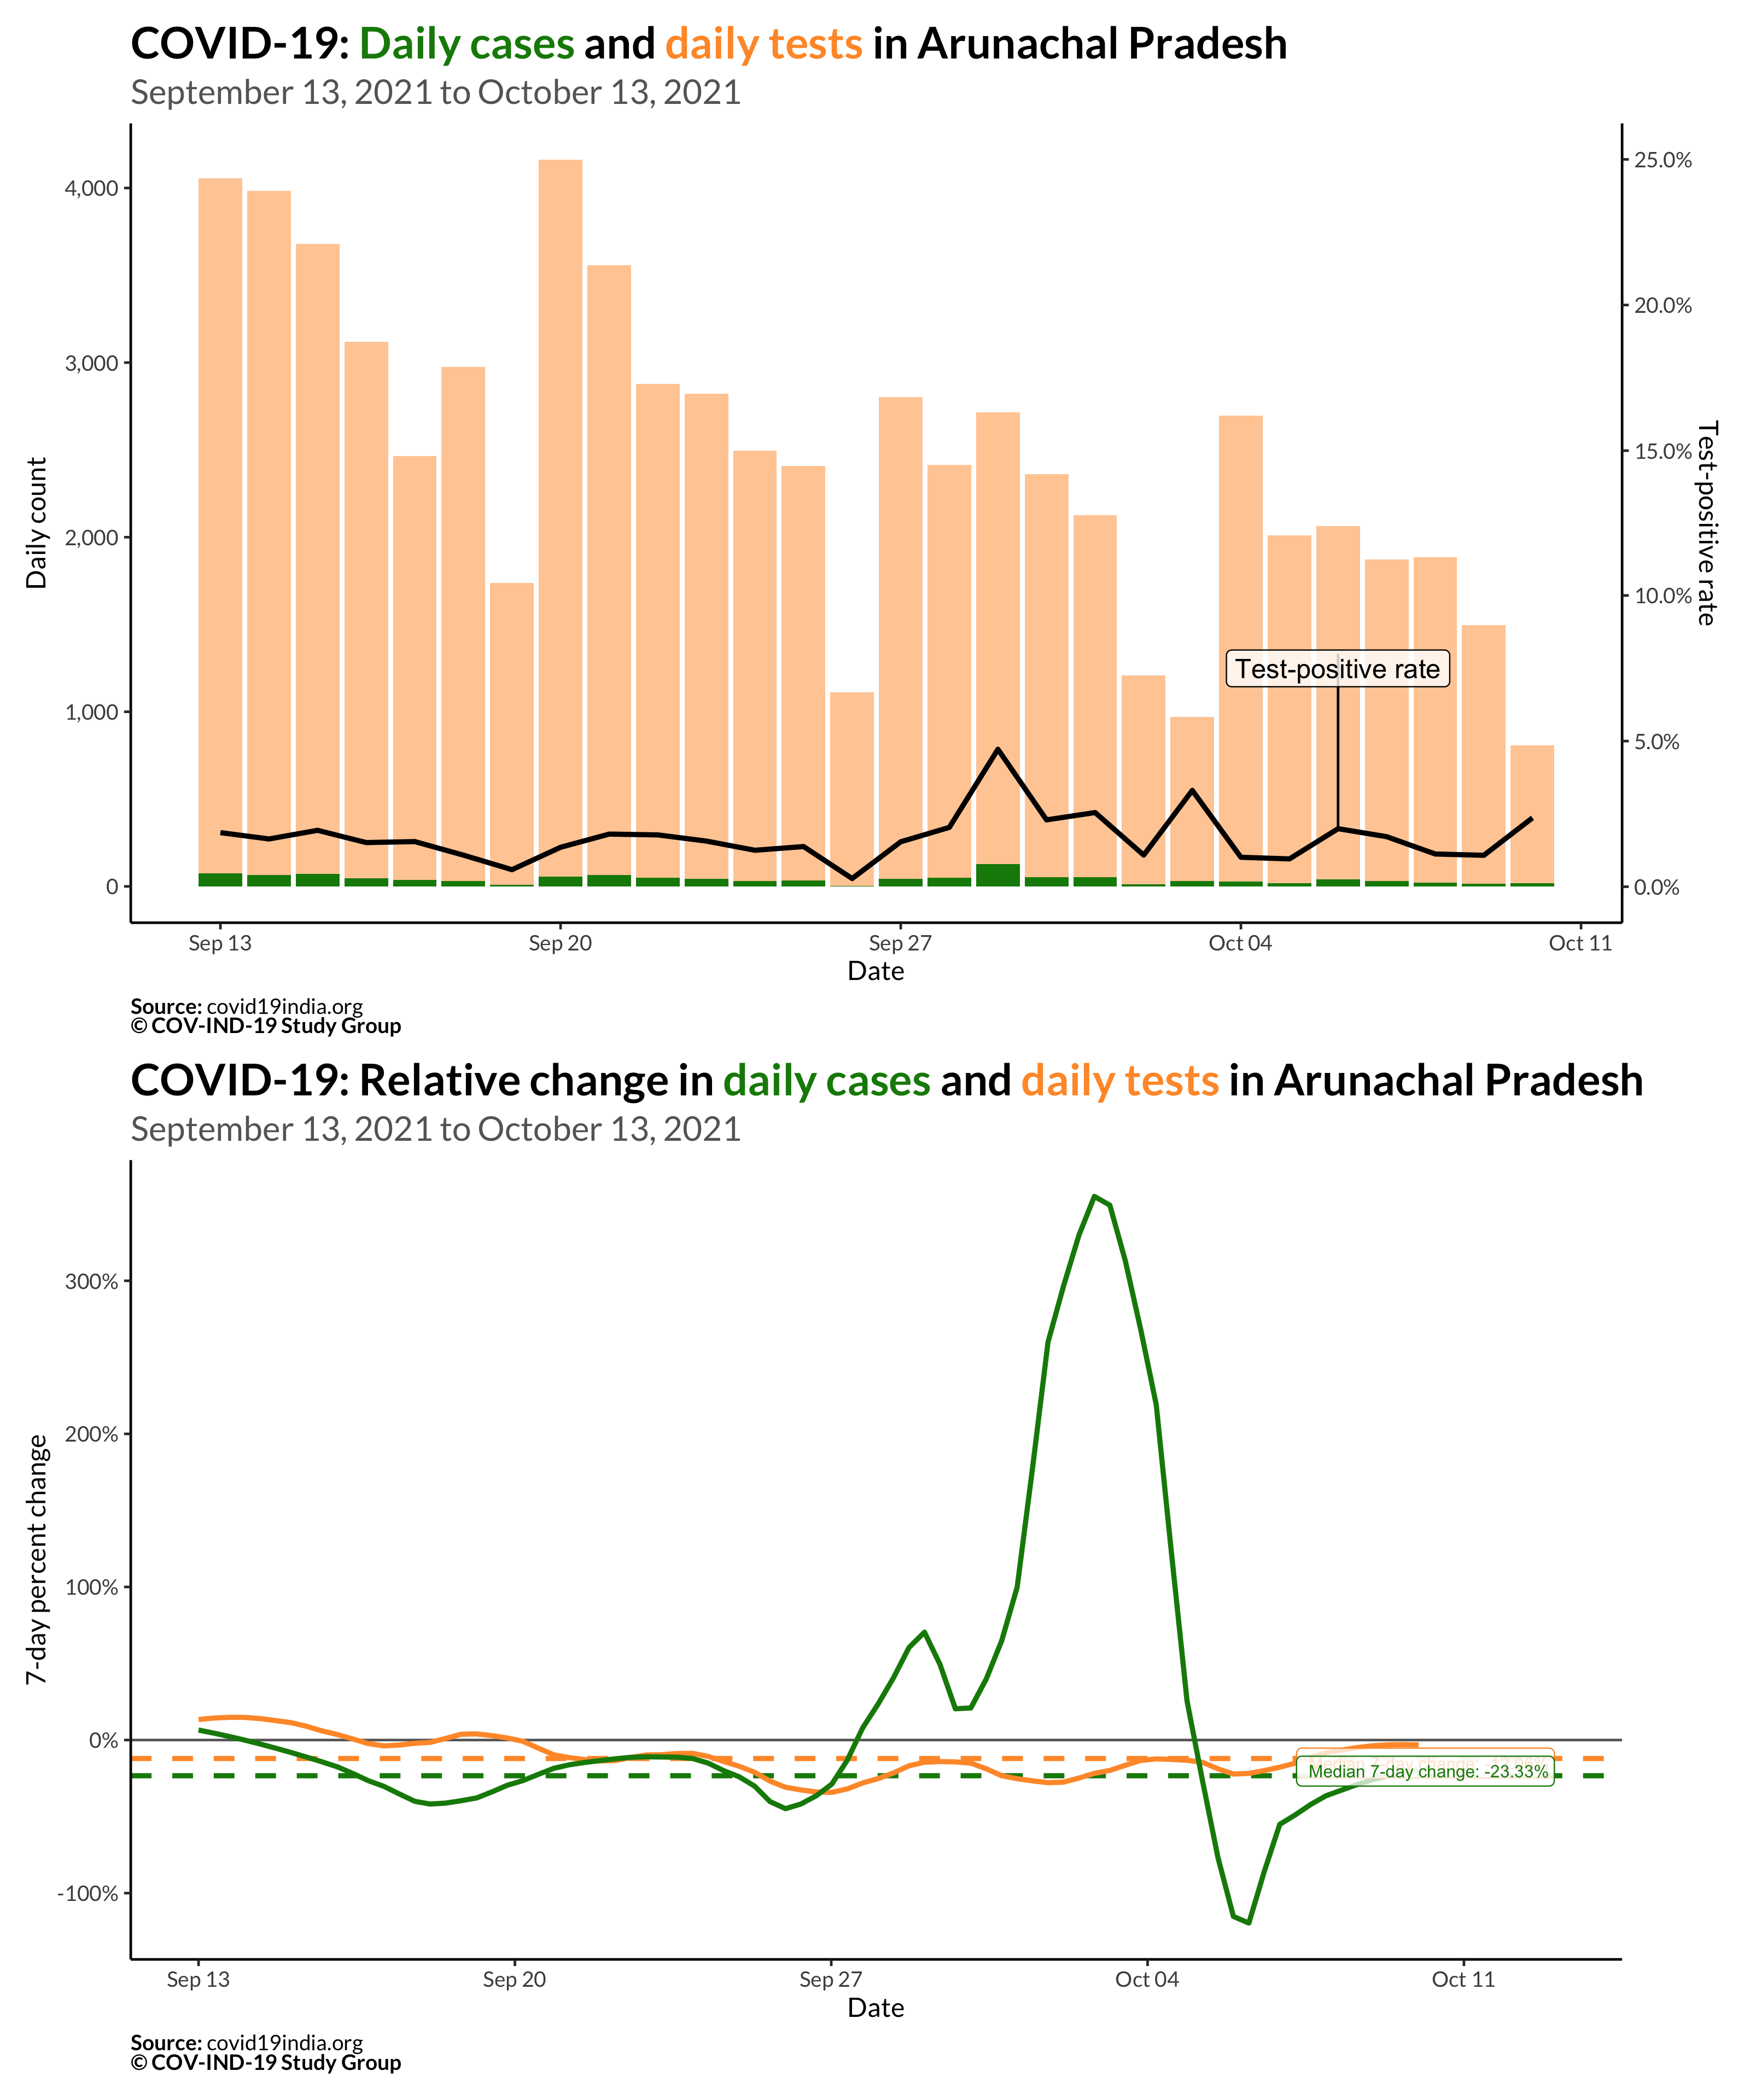 COVID-19: Daily cases and daily tests in Arunachal Pradesh
September 13, 2021 to October 13, 2021
Daily count
4,000
3,000
2,000
1,000
0
25.0%
20.0%
15.0%
10.0%
5.0%
0.0%
Test-positive rate
Test-positive rate
Sep 13
Sep 20
Sep 27
Oct 04
Oct 11
Date
Source: covid19india.org
© COV-IND-19 Study Group
COVID-19: Relative change in daily cases and daily tests in Arunachal Pradesh
September 13, 2021 to October 13, 2021
7-day percent change
300%
200%
100%
0%
-100%
Median 7-day change: -23.33%
Sep 13
Sep 20
Sep 27
Oct 04
Oct 11
Date
Source: covid19india.org
© COV-IND-19 Study Group